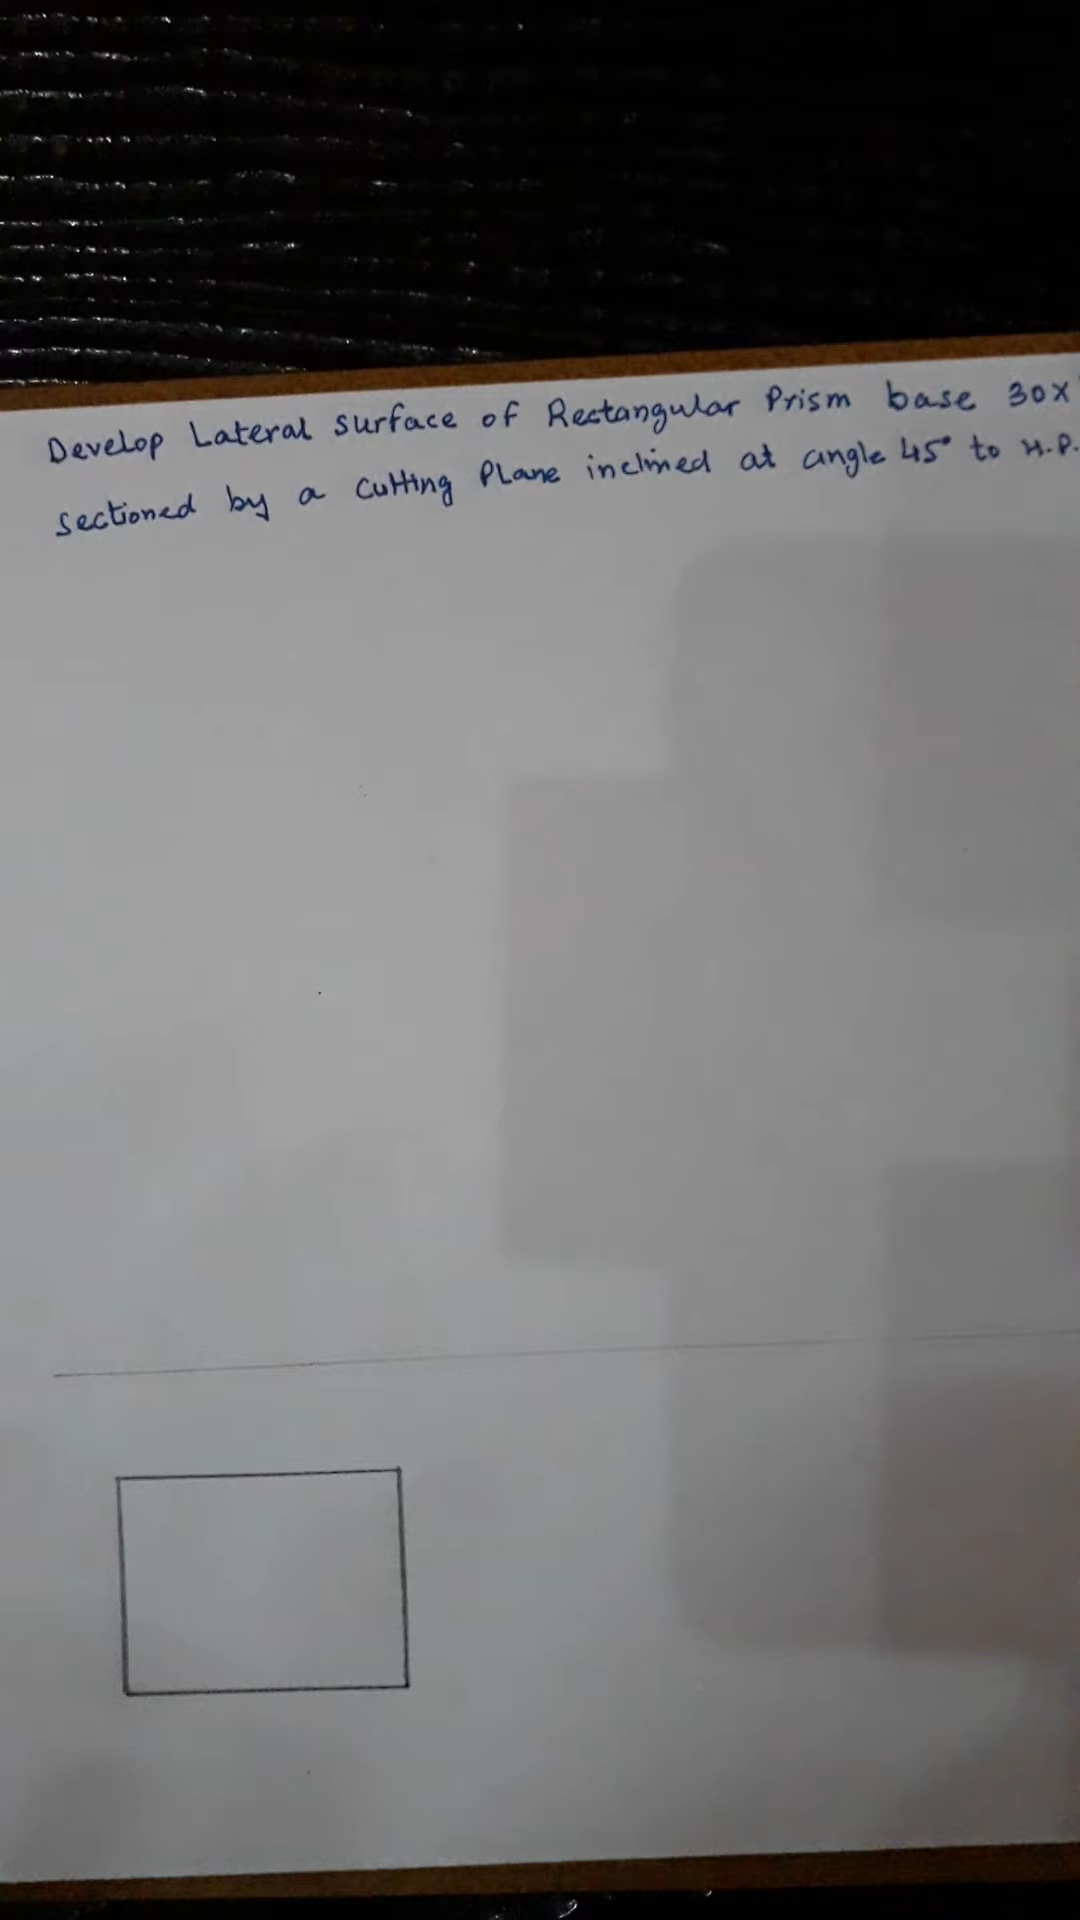 Develop Lateral surface of Rectangular Prism base 30x
sectioned by a Cutting Plane inclined at angle 45° to H.P.